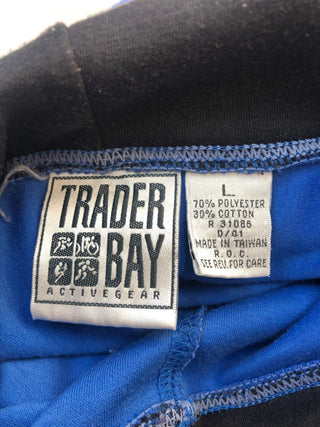 TRADER
BAY
ACTIVEGEAR
L
70% POLYESTER
30% COTTON
R 31086
D/41
MADE IN TAIWAN
R.O.C.
SEE REV. FOR CARE